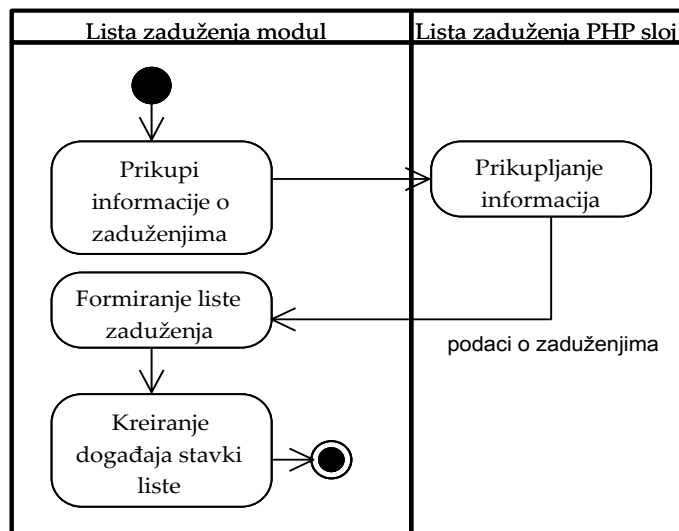 Lista zaduženja modul
Lista zaduženja PHP sloj
Prikupi
informacije o
zaduženjima
Prikupljanje
informacija
Formiranje liste
zaduženja
podaci o zaduženjima
Kreiranje
događaja stavki
liste